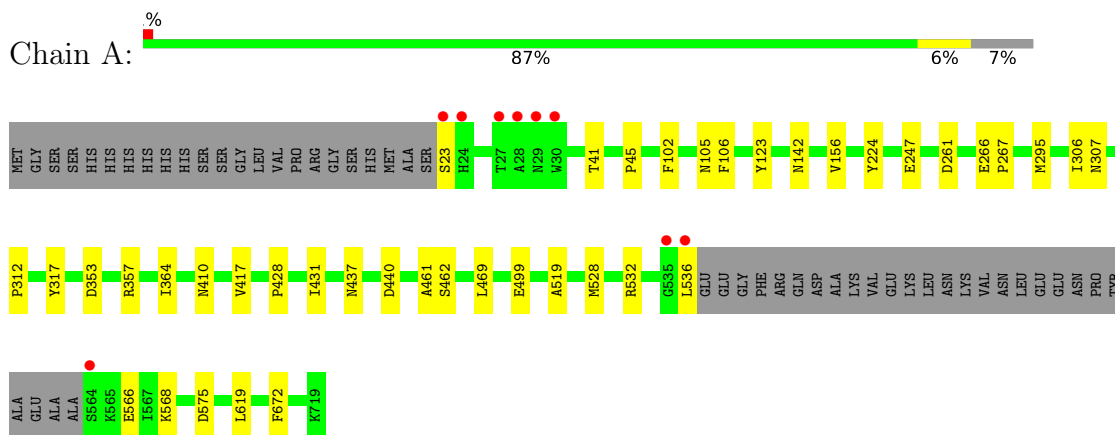 %
Chain A:
87% 6% 7%
MET GLY SER SER HIS HIS HIS HIS HIS HIS SER SER GLY LEU VAL PRO ARG GLY SER HIS MET ALA SER S23 H24 T27 A28 N29 W30 T41 P45 F102 N105 F106 Y123 N142 V156 Y224 E247 D261 E266 P267 M295 I306 N307
P312 Y317 D353 R357 I364 N410 V417 P428 I431 N437 D440 A461 S462 L469 E499 A519 M528 R532 G535 L536 GLU GLU GLY PHE ARG GLN ASP ALA LYS VAL GLU LYS LEU ASN LYS VAL ASN LEU GLU GLU ASN PRO TYR
ALA GLU ALA ALA S564 K565 E566 I567 K568 D575 L619 F672 K719